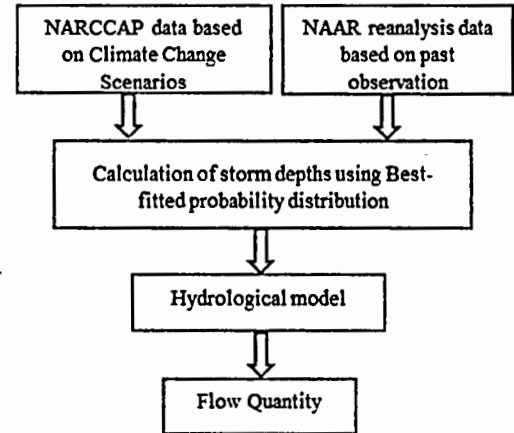 NARCCAP data based
on Climate Change
Scenarios
NAAR reanalysis data
based on past
observation
Calculation of storm depths using Best-
fitted probability distribution
Hydrological model
Flow Quantity